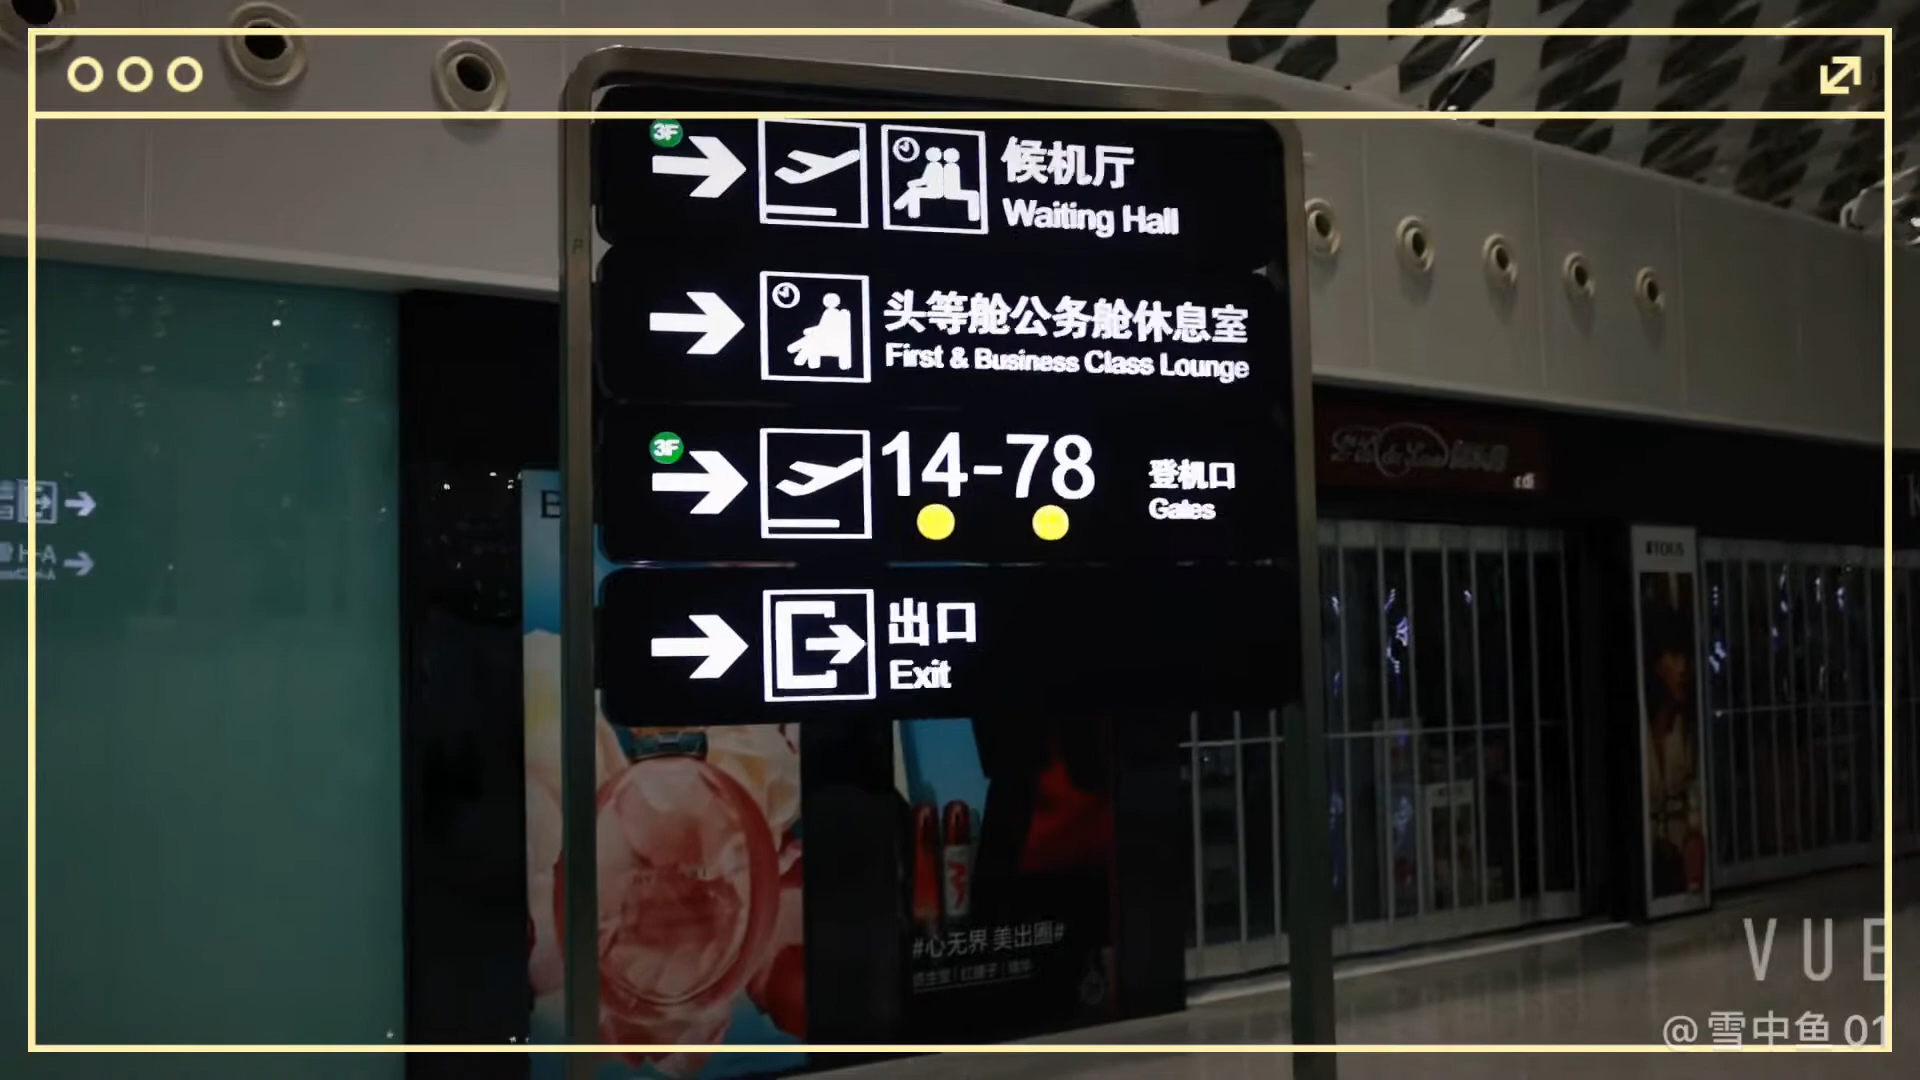 3F
候机厅
Waiting Hall
头等舱公务舱休息室
First & Business Class Lounge
3F
14-78
登机口
Gates
出口
Exit
cdf
TOUS
#心无界 美出圈#
VUE
@雪中鱼 01